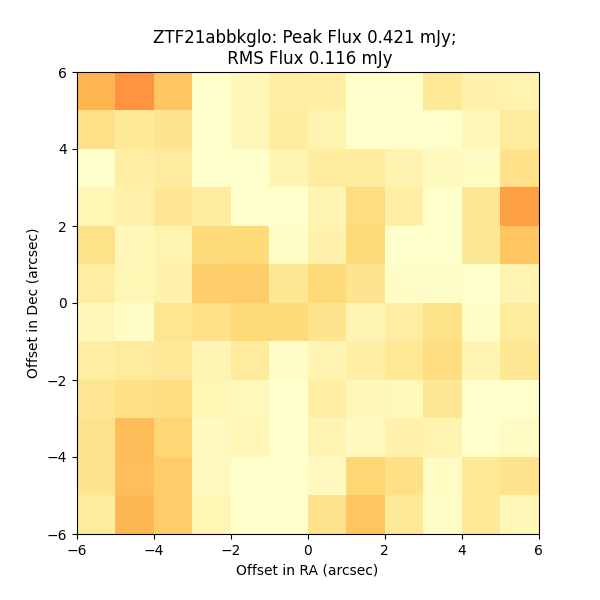 ZTF21abbkglo: Peak Flux 0.421 mJy;
RMS Flux 0.116 mJy
6
4
2
0
−2
−4
−6
Offset in Dec (arcsec)
−6 −4 −2 0 2 4 6
Offset in RA (arcsec)